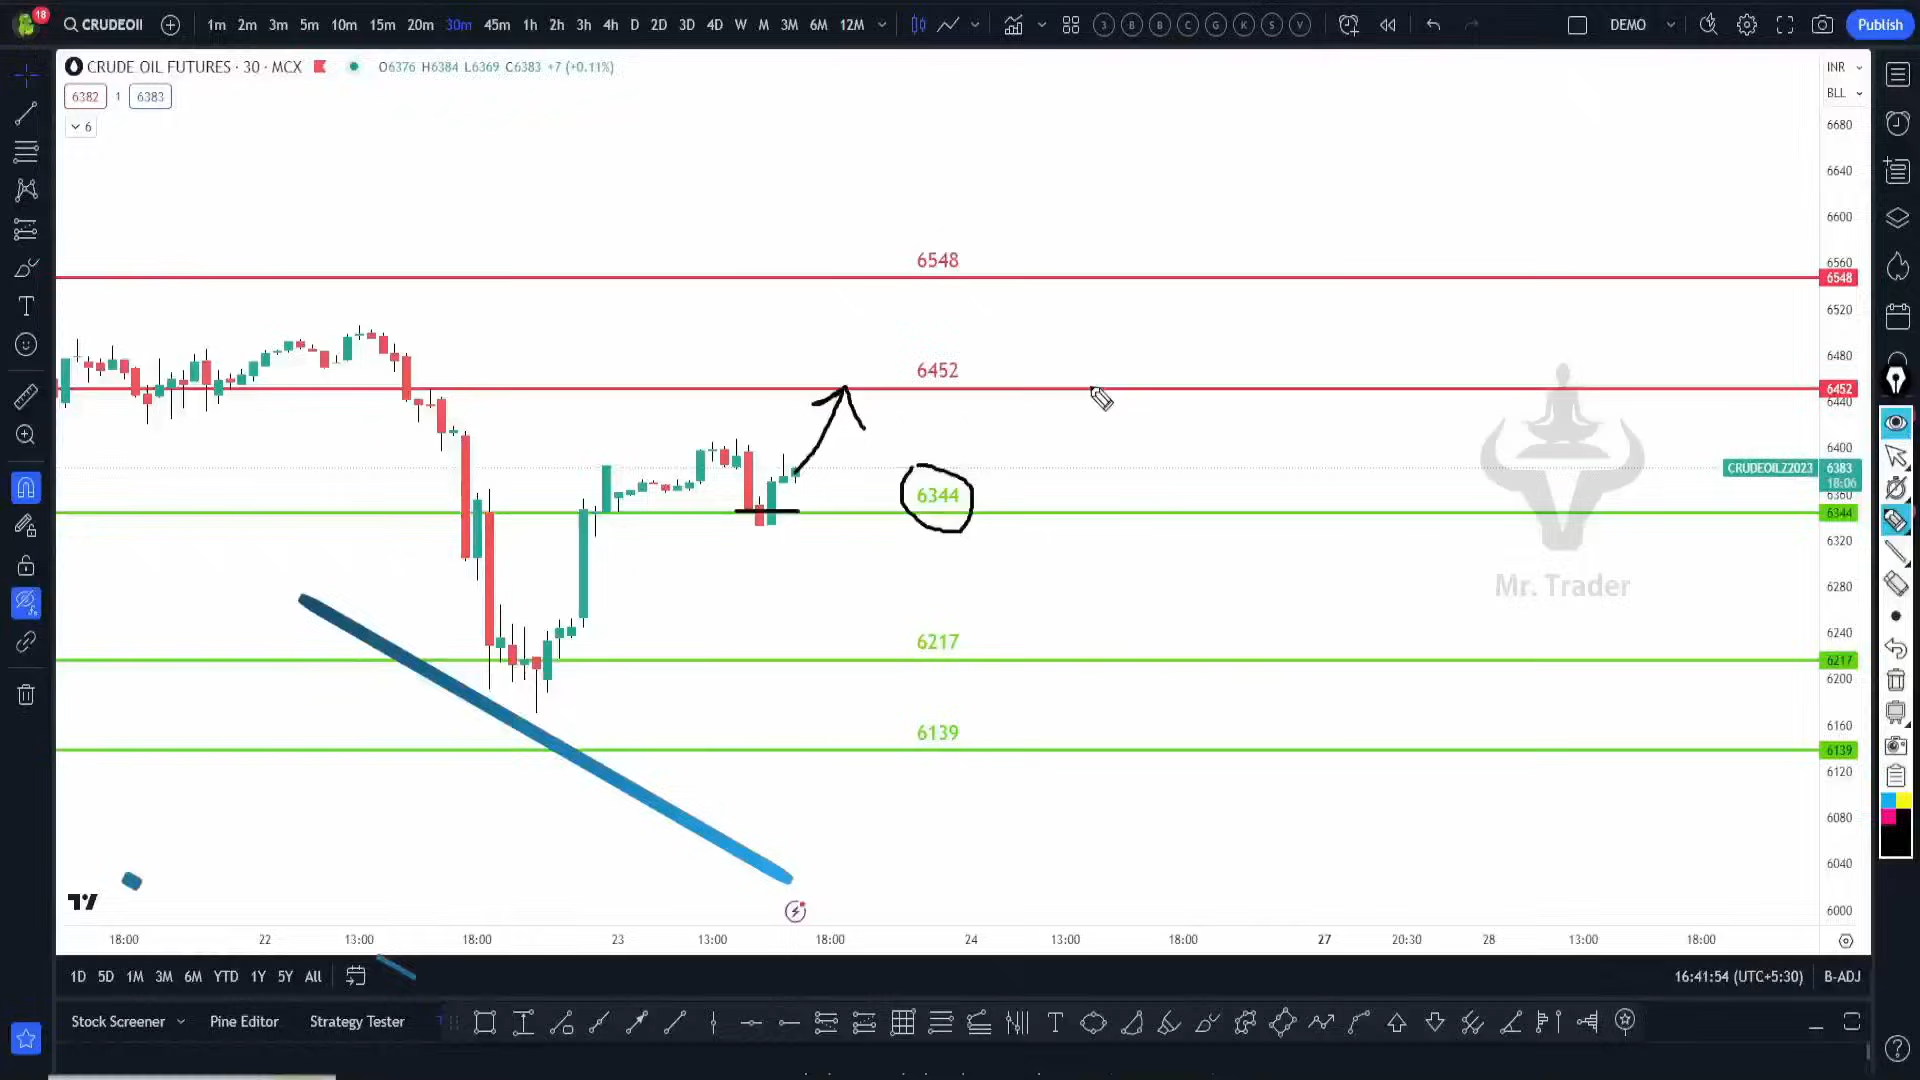 18
CRUDEOII
1m 2m 3m 5m 10m 15m 20m 30m 45m 1h 2h 3h 4h D 2D 3D 4D W M 3M 6M 12M
3 B B C G K S V
DEMO
Publish
CRUDE OIL FUTURES · 30 · MCX
O6376 H6384 L6369 C6383 +7 (+0.11%)
INR
6382 1 6383
BLL
6
6680
6640
6600
6548
6560
6548
6520
6480
6452
6452
6440
6400
CRUDEOILZ2023 6383
18:06
6344
6360
6344
6320
Mr. Trader
6280
6217
6240
6217
6200
6160
6139
6139
6120
6080
6040
6000
18:00 22 13:00 18:00 23 13:00 18:00 24 13:00 18:00 27 20:30 28 13:00 18:00
1D 5D 1M 3M 6M YTD 1Y 5Y All
16:41:54 (UTC+5:30) B-ADJ
Stock Screener Pine Editor Strategy Tester